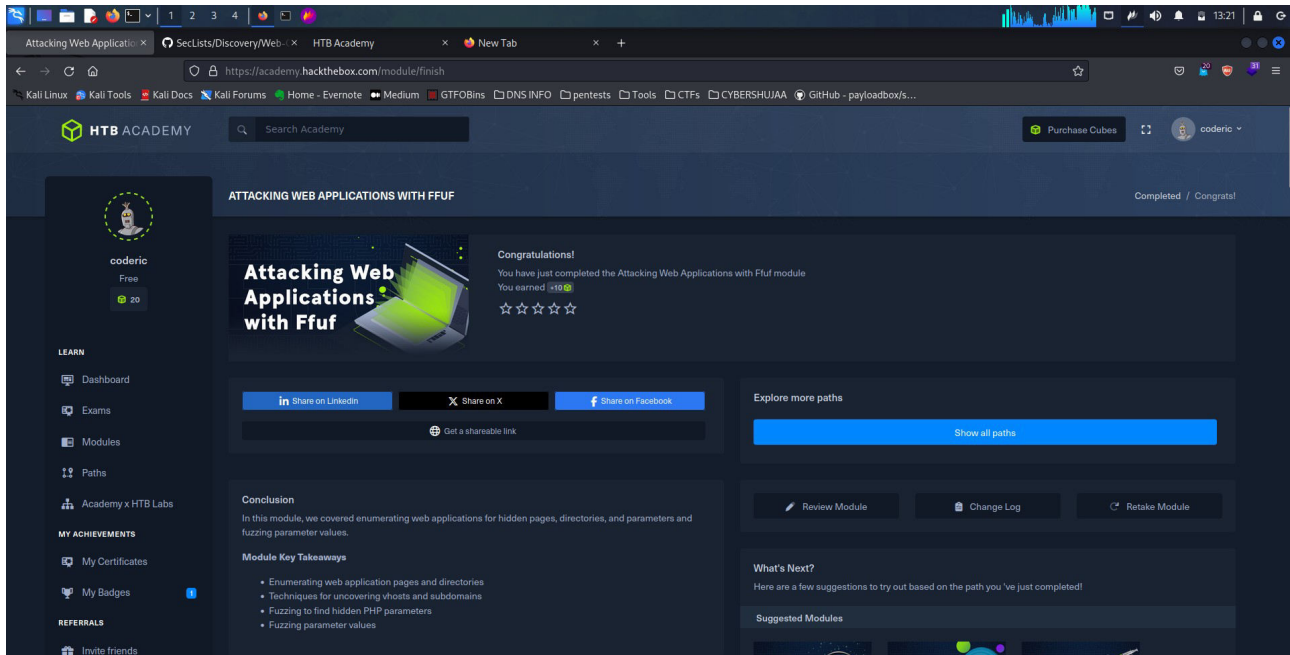 1 2 3 4
13:21
Attacking Web Applicatio
SecLists/Discovery/Web-
HTB Academy
New Tab
https://academy.hackthebox.com/module/finish
20
31
Kali Linux
Kali Tools
Kali Docs
Kali Forums
Home - Evernote
Medium
GTFOBins
DNS INFO
pentests
Tools
CTFs
CYBERSHUJAA
GitHub - payloadbox/s...
HTB ACADEMY
Search Academy
Purchase Cubes
coderic
ATTACKING WEB APPLICATIONS WITH FFUF
Completed / Congrats!
coderic
Free
20
LEARN
Dashboard
Exams
Modules
Paths
Academy x HTB Labs
MY ACHIEVEMENTS
My Certificates
My Badges
1
REFERRALS
Invite friends
Attacking Web
Applications
with Ffuf
Congratulations!
You have just completed the Attacking Web Applications with Ffuf module
You earned +10
Share on LinkedIn
Share on X
Share on Facebook
Get a shareable link
Explore more paths
Show all paths
Conclusion
In this module, we covered enumerating web applications for hidden pages, directories, and parameters and
fuzzing parameter values.
Module Key Takeaways
• Enumerating web application pages and directories
• Techniques for uncovering vhosts and subdomains
• Fuzzing to find hidden PHP parameters
• Fuzzing parameter values
Review Module
Change Log
Retake Module
What's Next?
Here are a few suggestions to try out based on the path you 've just completed!
Suggested Modules